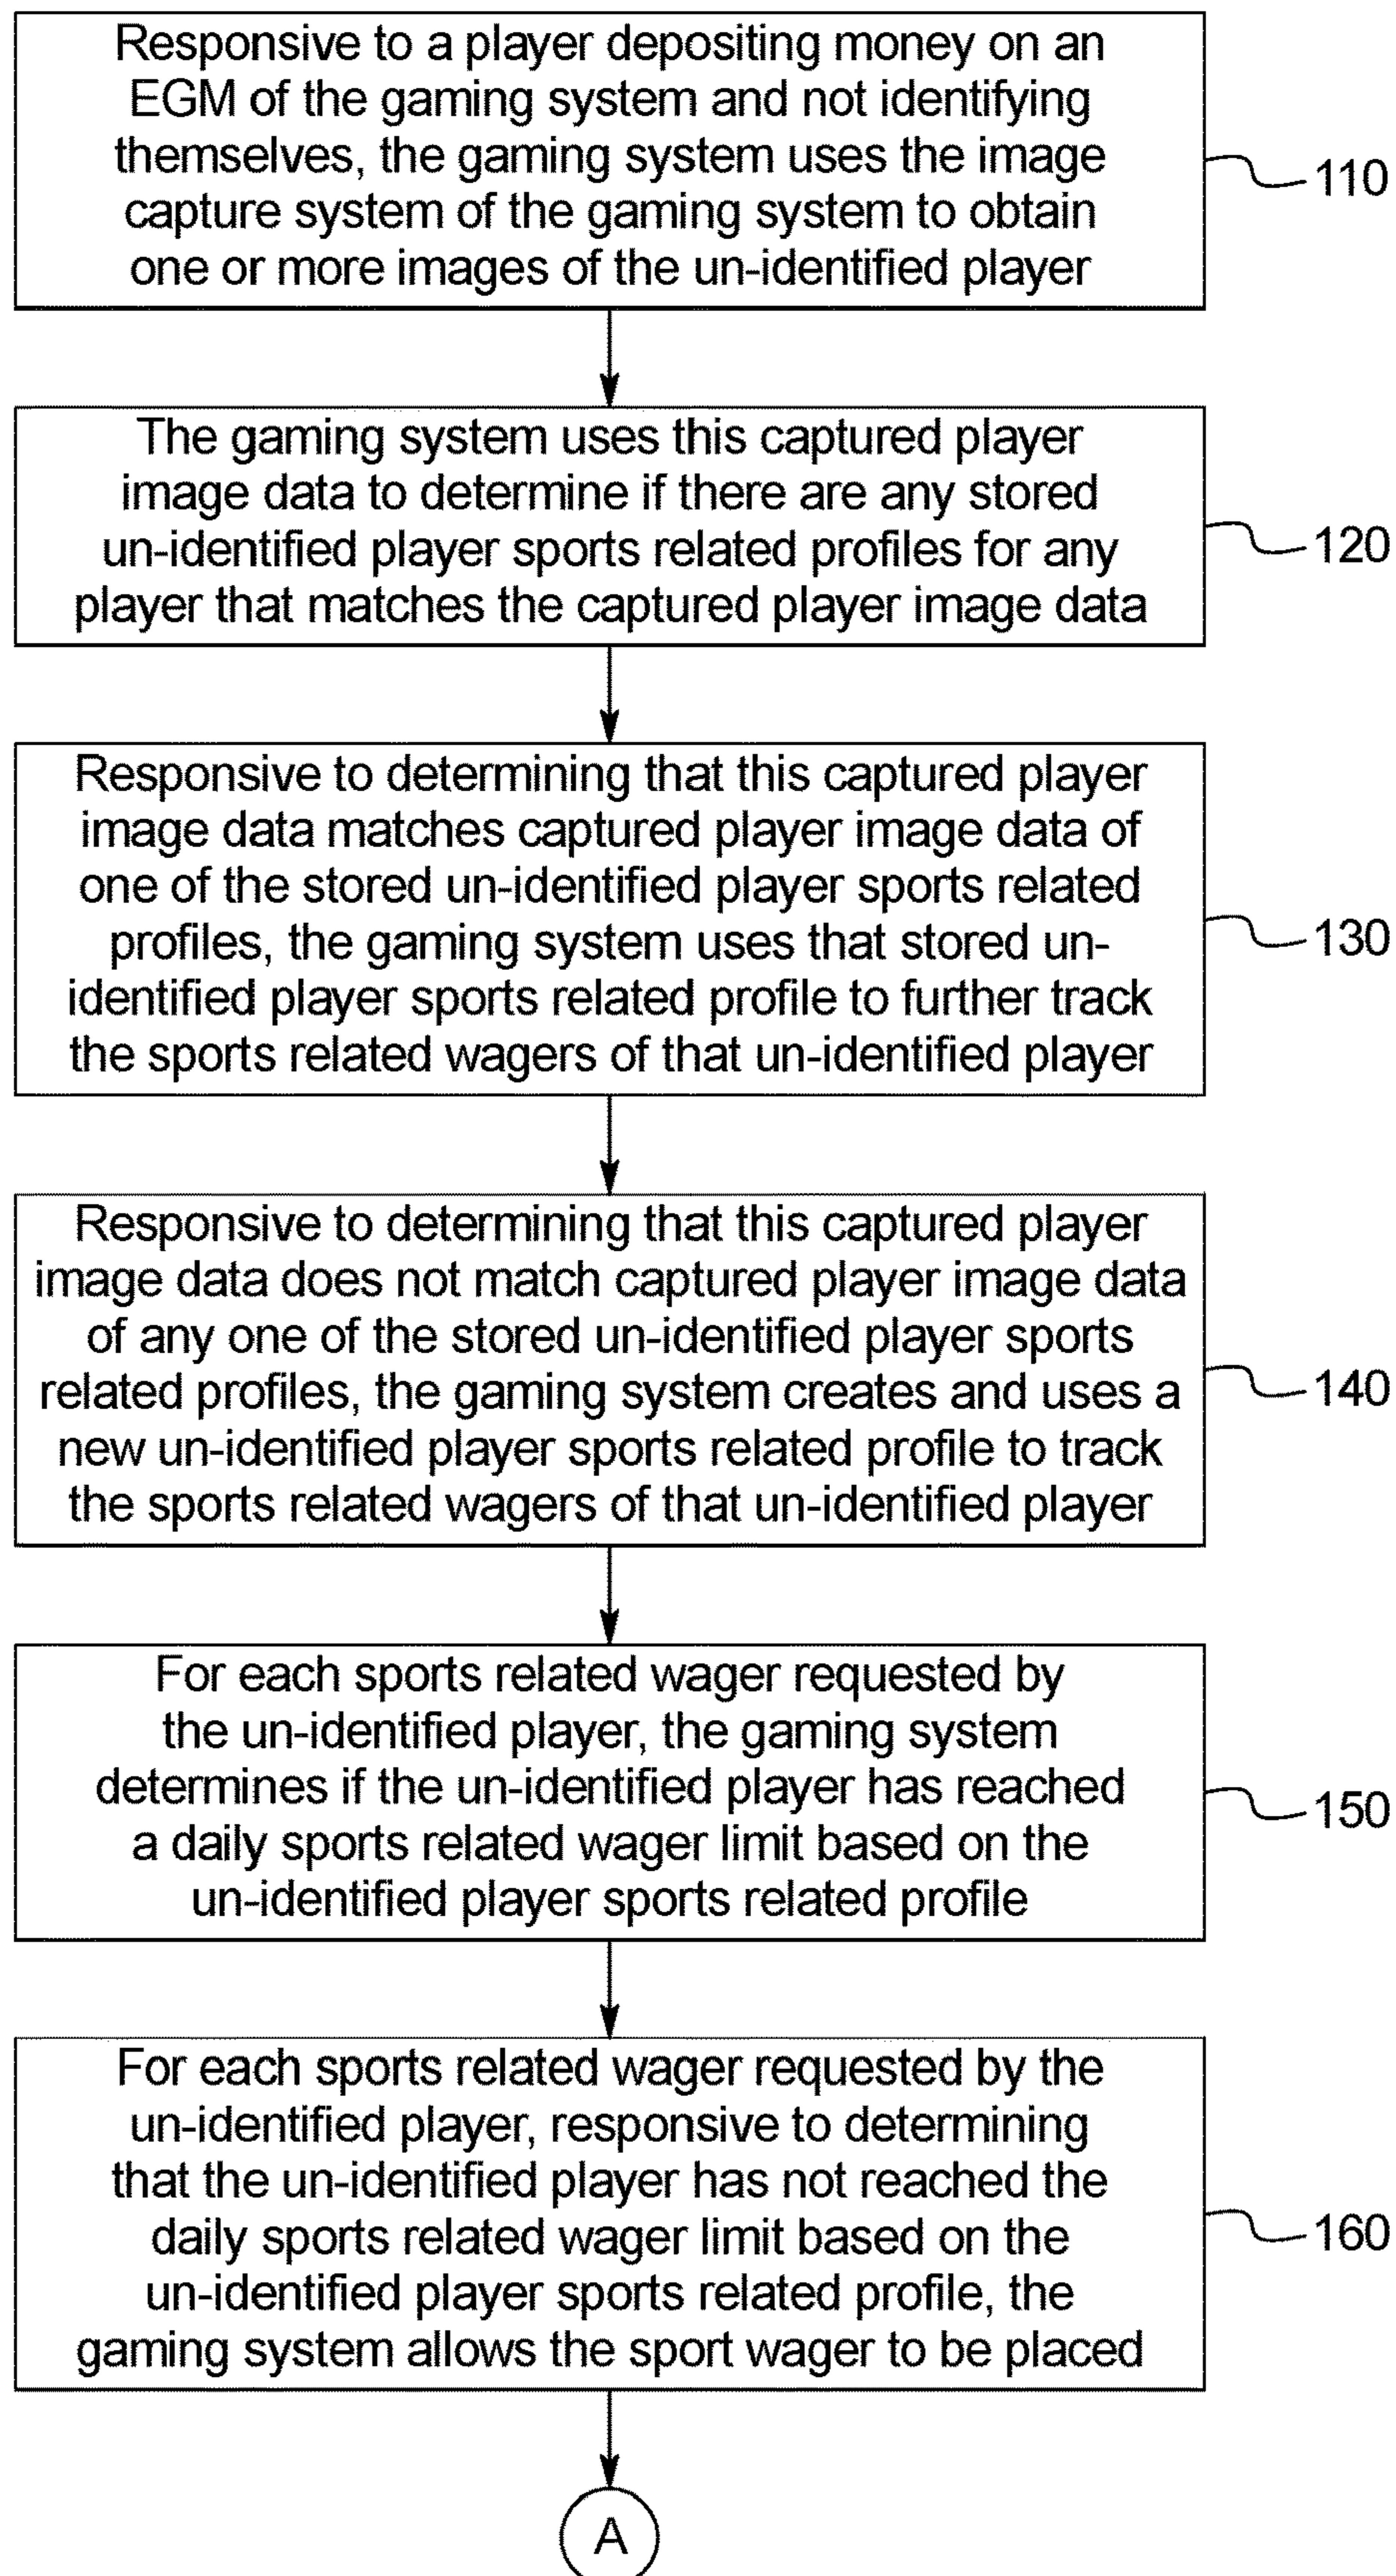 Responsive to a player depositing money on an
EGM of the gaming system and not identifying
themselves, the gaming system uses the image
capture system of the gaming system to obtain
one or more images of the un-identified player
110
The gaming system uses this captured player
image data to determine if there are any stored
un-identified player sports related profiles for any
player that matches the captured player image data
120
Responsive to determining that this captured player
image data matches captured player image data of
one of the stored un-identified player sports related
profiles, the gaming system uses that stored un-
identified player sports related profile to further track
the sports related wagers of that un-identified player
130
Responsive to determining that this captured player
image data does not match captured player image data
of any one of the stored un-identified player sports
related profiles, the gaming system creates and uses a
new un-identified player sports related profile to track
the sports related wagers of that un-identified player
140
For each sports related wager requested by
the un-identified player, the gaming system
determines if the un-identified player has reached
a daily sports related wager limit based on the
un-identified player sports related profile
150
For each sports related wager requested by the
un-identified player, responsive to determining
that the un-identified player has not reached the
daily sports related wager limit based on the
un-identified player sports related profile, the
gaming system allows the sport wager to be placed
160
A